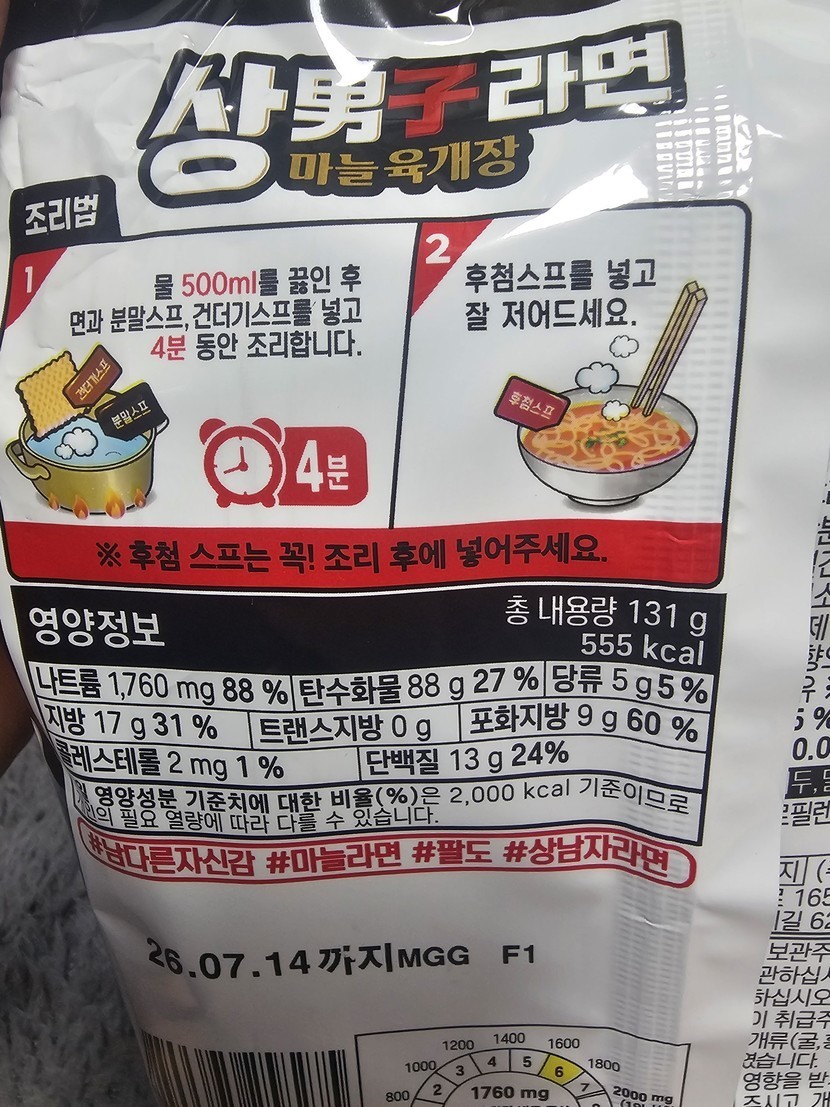 상男子라면
마늘육개장
조리법
1
물 500ml를 끓인 후
면과 분말스프,건더기스프를 넣고
4분 동안 조리합니다.
건더기스프
분말스프
4분
2
후첨스프를 넣고
잘 저어드세요.
후첨스프
※ 후첨 스프는 꼭! 조리 후에 넣어주세요.
영양정보
총 내용량 131 g
555 kcal
나트륨 1,760 mg 88 % 탄수화물 88 g 27 % 당류 5 g 5 %
지방 17 g 31 % 트랜스지방 0 g 포화지방 9 g 60 %
콜레스테롤 2 mg 1 % 단백질 13 g 24%
영양성분 기준치에 대한 비율(%)은 2,000 kcal 기준이므로
개인의 필요 열량에 따라 다를 수 있습니다.
#남다른자신감 #마늘라면 #팔도 #상남자라면
26.07.14 까지MGG F1
800 1000 1200 1400 1600 1800 2000 mg
2 3 4 5 6 7
1760 mg